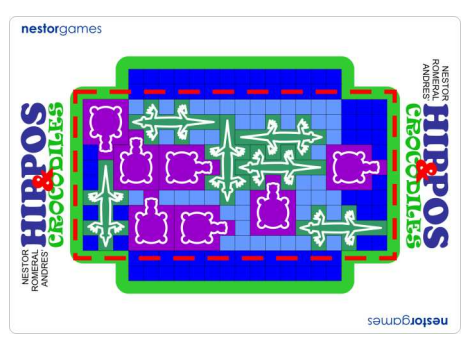 nestorgames
NESTOR
ROMERAL
ANDRES'
HIPPOS
&
CROCODILES
NESTOR
ROMERAL
ANDRES'
HIPPOS
&
CROCODILES
nestorgames